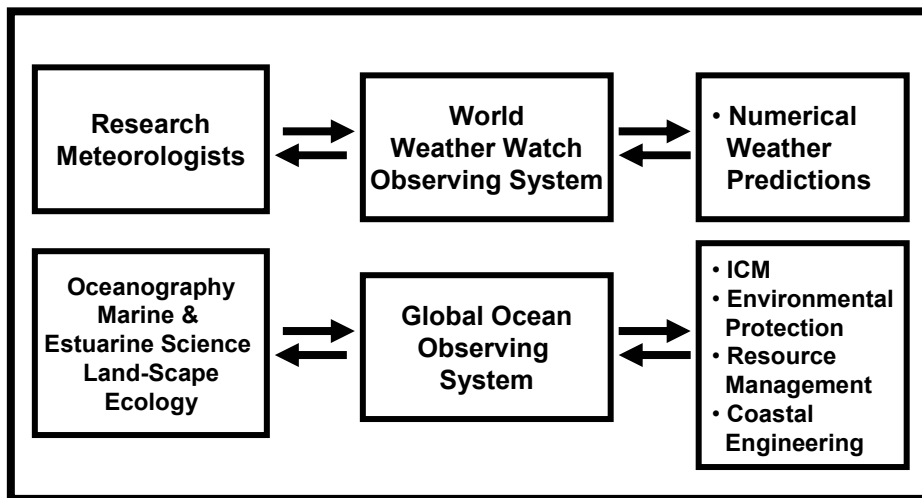 Research
Meteorologists
World
Weather Watch
Observing System
• Numerical
Weather
Predictions
Oceanography
Marine &
Estuarine Science
Land-Scape
Ecology
Global Ocean
Observing
System
• ICM
• Environmental
Protection
• Resource
Management
• Coastal
Engineering